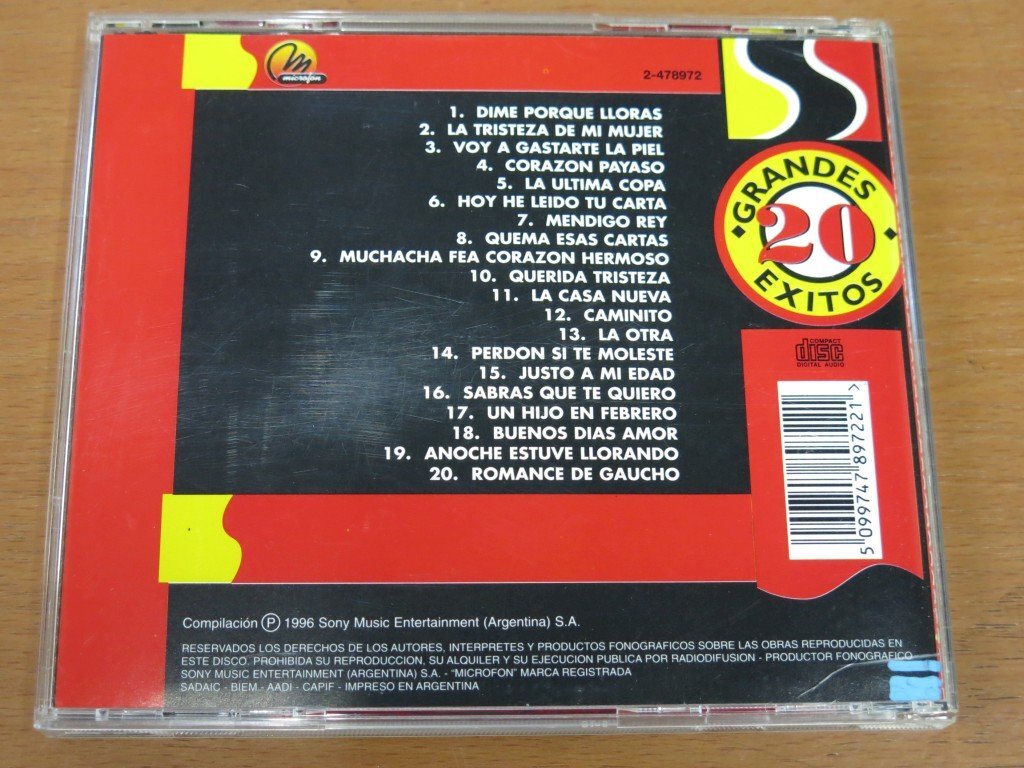 microfon
2-478972
1. DIME PORQUE LLORAS
2. LA TRISTEZA DE MI MUJER
3. VOY A GASTARTE LA PIEL
4. CORAZON PAYASO
5. LA ULTIMA COPA
6. HOY HE LEIDO TU CARTA
7. MENDIGO REY
8. QUEMA ESAS CARTAS
9. MUCHACHA FEA CORAZON HERMOSO
10. QUERIDA TRISTEZA
11. LA CASA NUEVA
12. CAMINITO
13. LA OTRA
14. PERDON SI TE MOLESTE
15. JUSTO A MI EDAD
16. SABRAS QUE TE QUIERO
17. UN HIJO EN FEBRERO
18. BUENOS DIAS AMOR
19. ANOCHE ESTUVE LLORANDO
20. ROMANCE DE GAUCHO
GRANDES
20
EXITOS
COMPACT
disc
DIGITAL AUDIO
5 099747 897221 >
Compilación Ⓟ 1996 Sony Music Entertainment (Argentina) S.A.
RESERVADOS LOS DERECHOS DE LOS AUTORES, INTERPRETES Y PRODUCTOS FONOGRAFICOS SOBRE LAS OBRAS REPRODUCIDAS EN
ESTE DISCO. PROHIBIDA SU REPRODUCCION, SU ALQUILER Y SU EJECUCION PUBLICA POR RADIODIFUSION - PRODUCTOR FONOGRAFICO
SONY MUSIC ENTERTAINMENT (ARGENTINA) S.A. - "MICROFON" MARCA REGISTRADA
SADAIC - BIEM - AADI - CAPIF - IMPRESO EN ARGENTINA